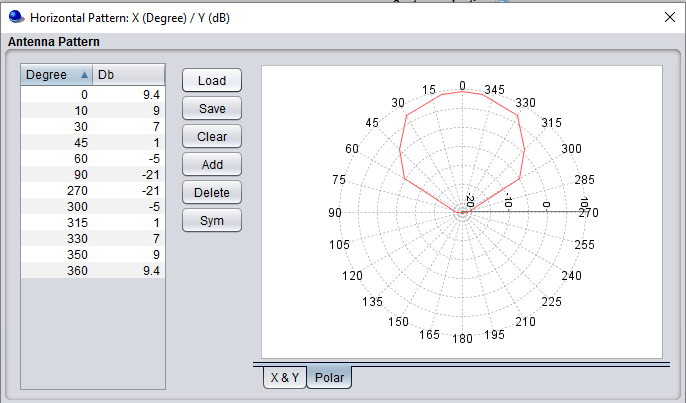 Horizontal Pattern: X (Degree) / Y (dB)
Antenna Pattern
Degree Db
0 9.4
10 9
30 7
45 1
60 -5
90 -21
270 -21
300 -5
315 1
330 7
350 9
360 9.4
Load
Save
Clear
Add
Delete
Sym
0
15 345
30 330
45 315
60 300
75 285
90 -20 -10 0 10 270
105 255
120 240
135 225
150 210
165 180 195
X & Y Polar